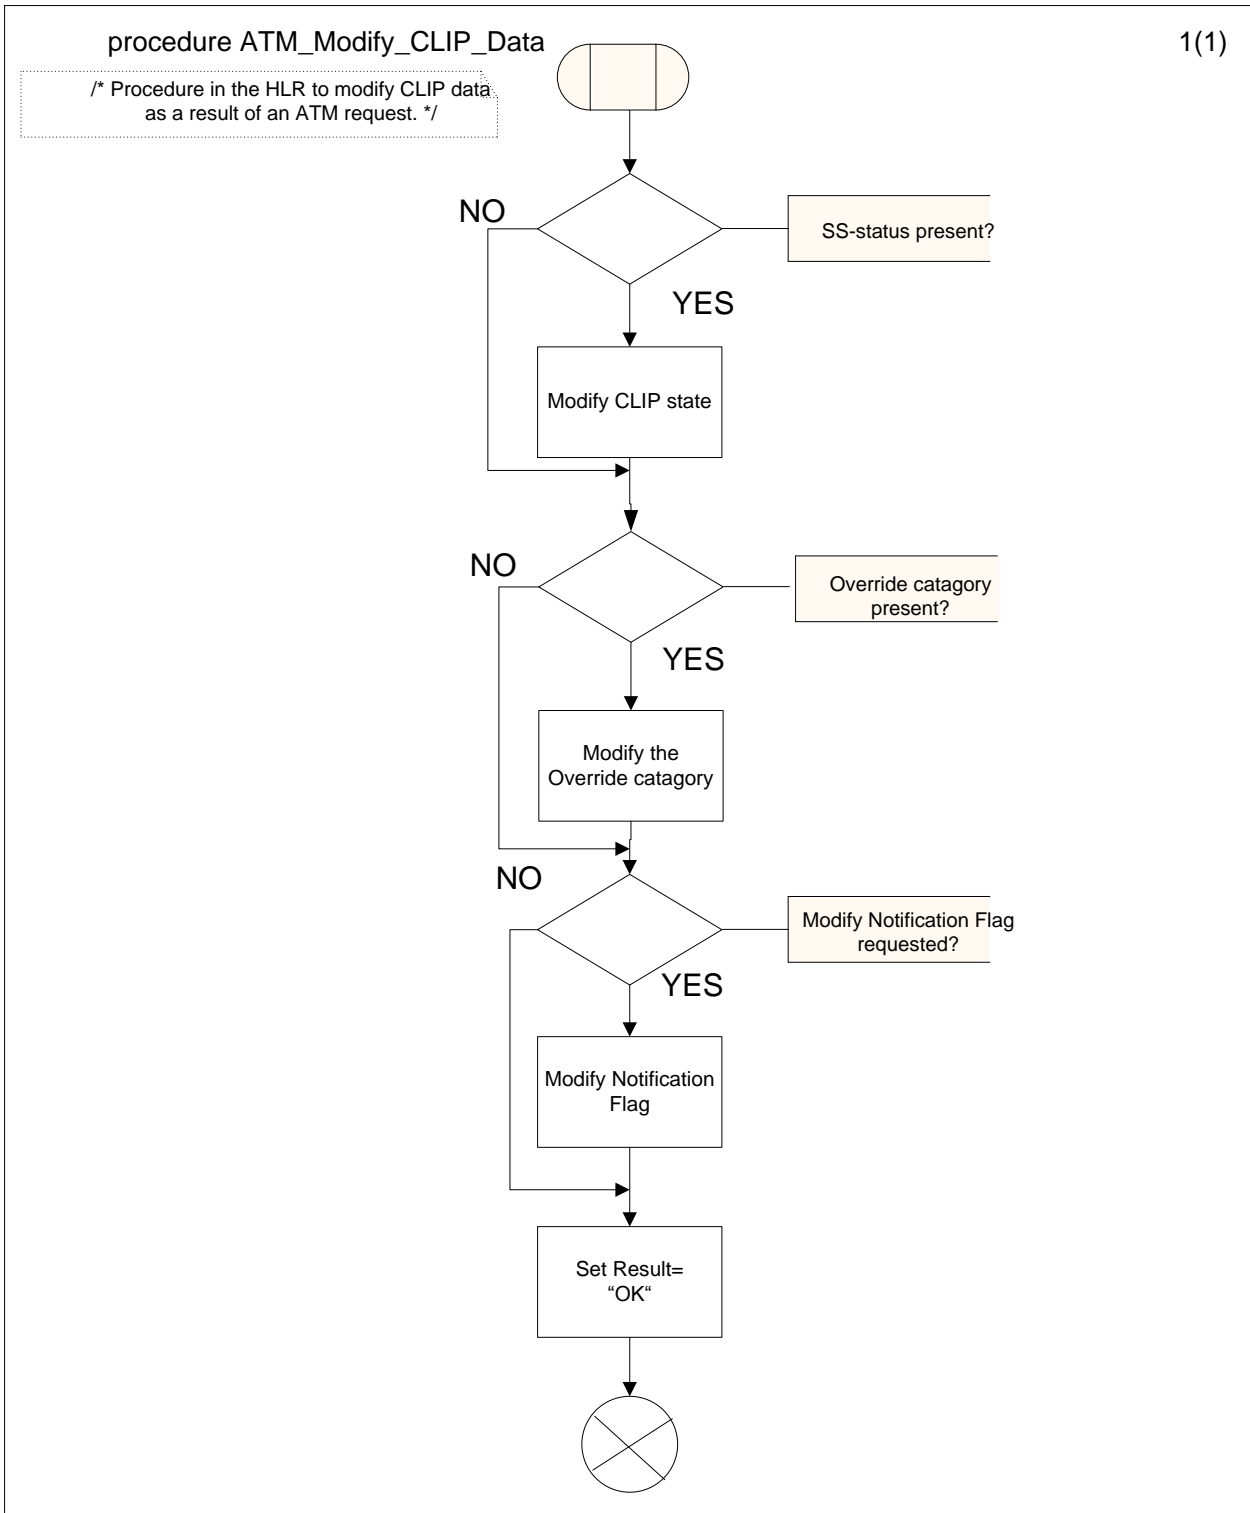 procedure ATM_Modify_CLIP_Data
1(1)
/* Procedure in the HLR to modify CLIP data
as a result of an ATM request. */
NO
SS-status present?
YES
Modify CLIP state
NO
Override catagory
present?
YES
Modify the
Override catagory
NO
Modify Notification Flag
requested?
YES
Modify Notification
Flag
Set Result=
“OK“